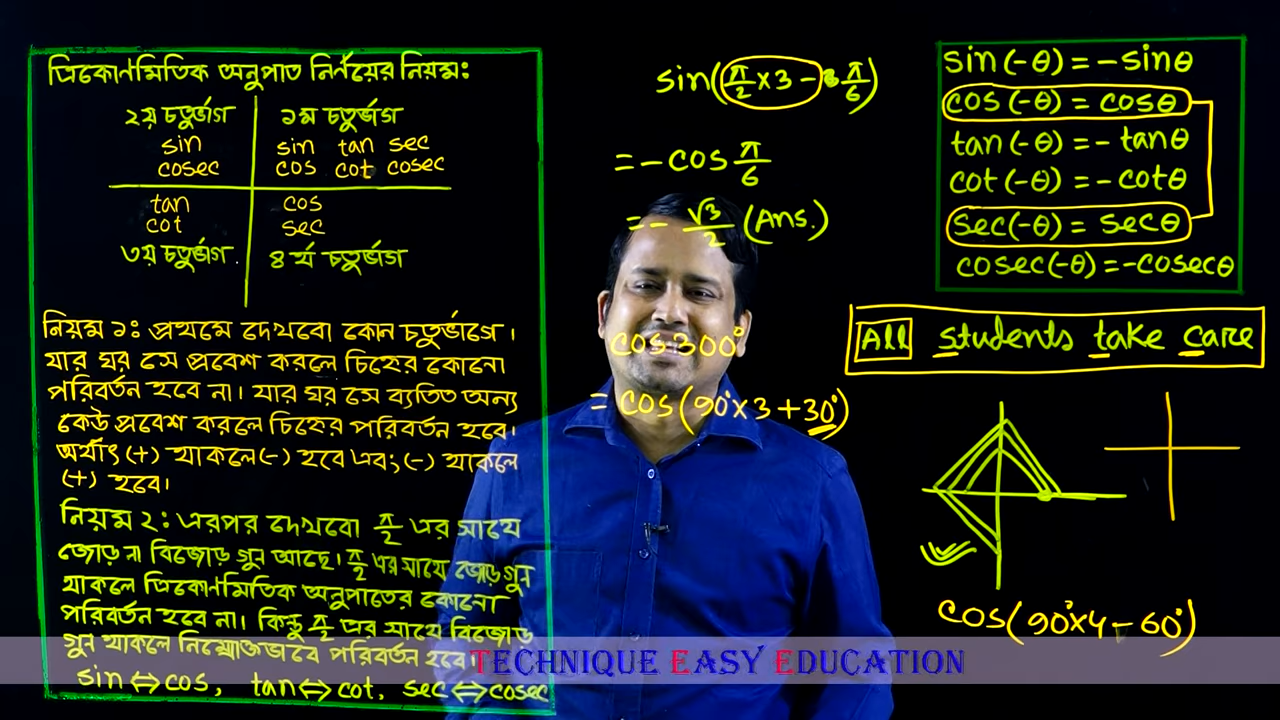 ত্রিকোণমিতিক অনুপাত নির্ণয়ের নিয়মঃ
২য় চতুর্ভাগ
sin
cosec
১ম চতুর্ভাগ
sin tan sec
cos cot cosec
tan
cot
৩য় চতুর্ভাগ
cos
sec
৪র্থ চতুর্ভাগ
নিয়ম ১ঃ প্রথমে দেখবো কোন চতুর্ভাগে।
যার ঘর সে প্রবেশ করলে চিহ্নের কোনো
পরিবর্তন হবে না। যার ঘর সে ব্যতিত অন্য
কেউ প্রবেশ করলে চিহ্নের পরিবর্তন হবে।
অর্থাৎ (+) থাকলে (-) হবে এবং (-) থাকলে
(+) হবে।
নিয়ম ২ঃ এরপর দেখবো π/2 এর সাথে
জোড় না বিজোড় গুন আছে। π/2 এর সাথে জোড় গুন
থাকলে ত্রিকোণমিতিক অনুপাতের কোনো
পরিবর্তন হবে না। কিন্তু π/2 এর সাথে বিজোড়
গুন থাকলে নিম্নোক্তভাবে পরিবর্তন হবে।
sin⇔cos, tan⇔cot, sec⇔cosec
sin(π/2×3 − π/6)
= −cos π/6
= − √3/2 (Ans.)
cos300°
= cos(90°×3+30°)
sin(-θ) = -sinθ
cos(-θ) = cosθ
tan(-θ) = -tanθ
cot(-θ) = -cotθ
sec(-θ) = secθ
cosec(-θ) = -cosecθ
All students take care
cos(90°×4-60°)
TECHNIQUE EASY EDUCATION